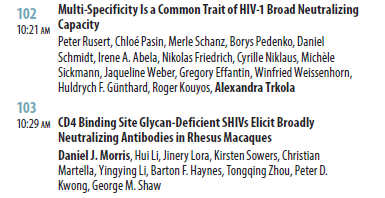 102
10:21 AM
Multi-Specificity Is a Common Trait of HIV-1 Broad Neutralizing
Capacity
Peter Rusert, Chloé Pasin, Merle Schanz, Borys Pedenko, Daniel
Schmidt, Irene A. Abela, Nikolas Friedrich, Cyrille Niklaus, Michèle
Sickmann, Jaqueline Weber, Gregory Effantin, Winfried Weissenhorn,
Huldrych F. Günthard, Roger Kouyos, Alexandra Trkola
103
10:29 AM
CD4 Binding Site Glycan-Deficient SHIVs Elicit Broadly
Neutralizing Antibodies in Rhesus Macaques
Daniel J. Morris, Hui Li, Jinery Lora, Kirsten Sowers, Christian
Martella, Yingying Li, Barton F. Haynes, Tongqing Zhou, Peter D.
Kwong, George M. Shaw